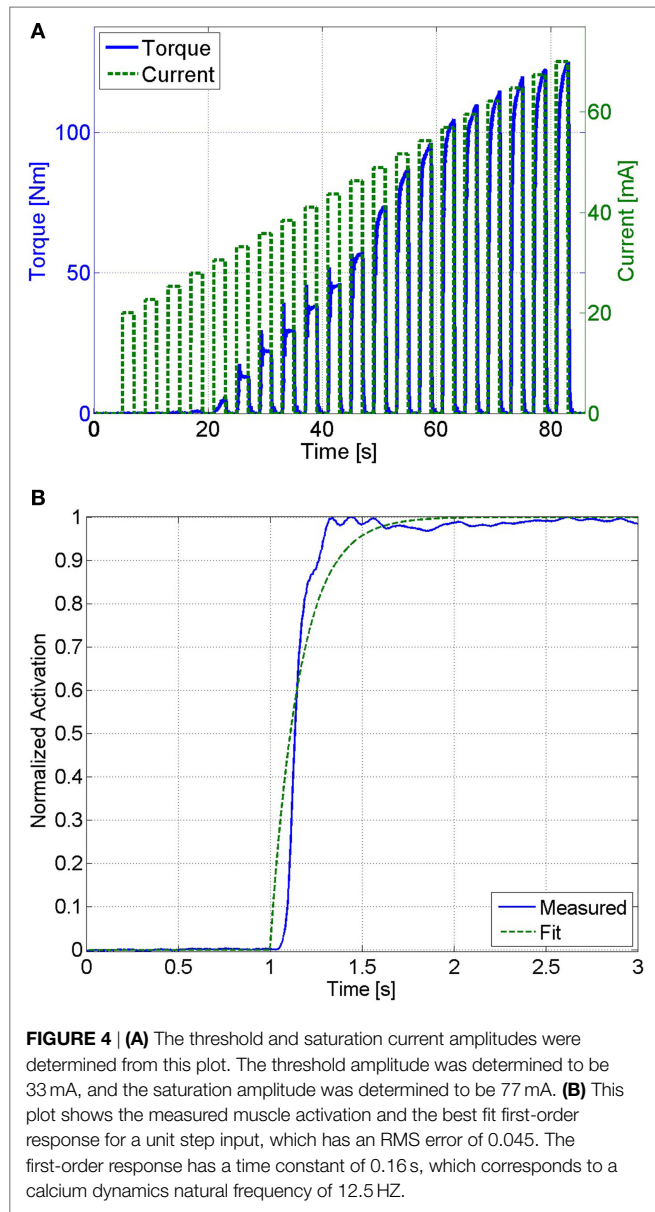 A
Torque
Current
Torque [Nm]
100
50
0
Current [mA]
60
40
20
0
0 20 40 60 80
Time [s]
B
Normalized Activation
1
0.9
0.8
0.7
0.6
0.5
0.4
0.3
0.2
0.1
0
Measured
Fit
0 0.5 1 1.5 2 2.5 3
Time [s]
FIGURE 4 | (A) The threshold and saturation current amplitudes were
determined from this plot. The threshold amplitude was determined to be
33 mA, and the saturation amplitude was determined to be 77 mA. (B) This
plot shows the measured muscle activation and the best fit first-order
response for a unit step input, which has an RMS error of 0.045. The
first-order response has a time constant of 0.16 s, which corresponds to a
calcium dynamics natural frequency of 12.5 HZ.